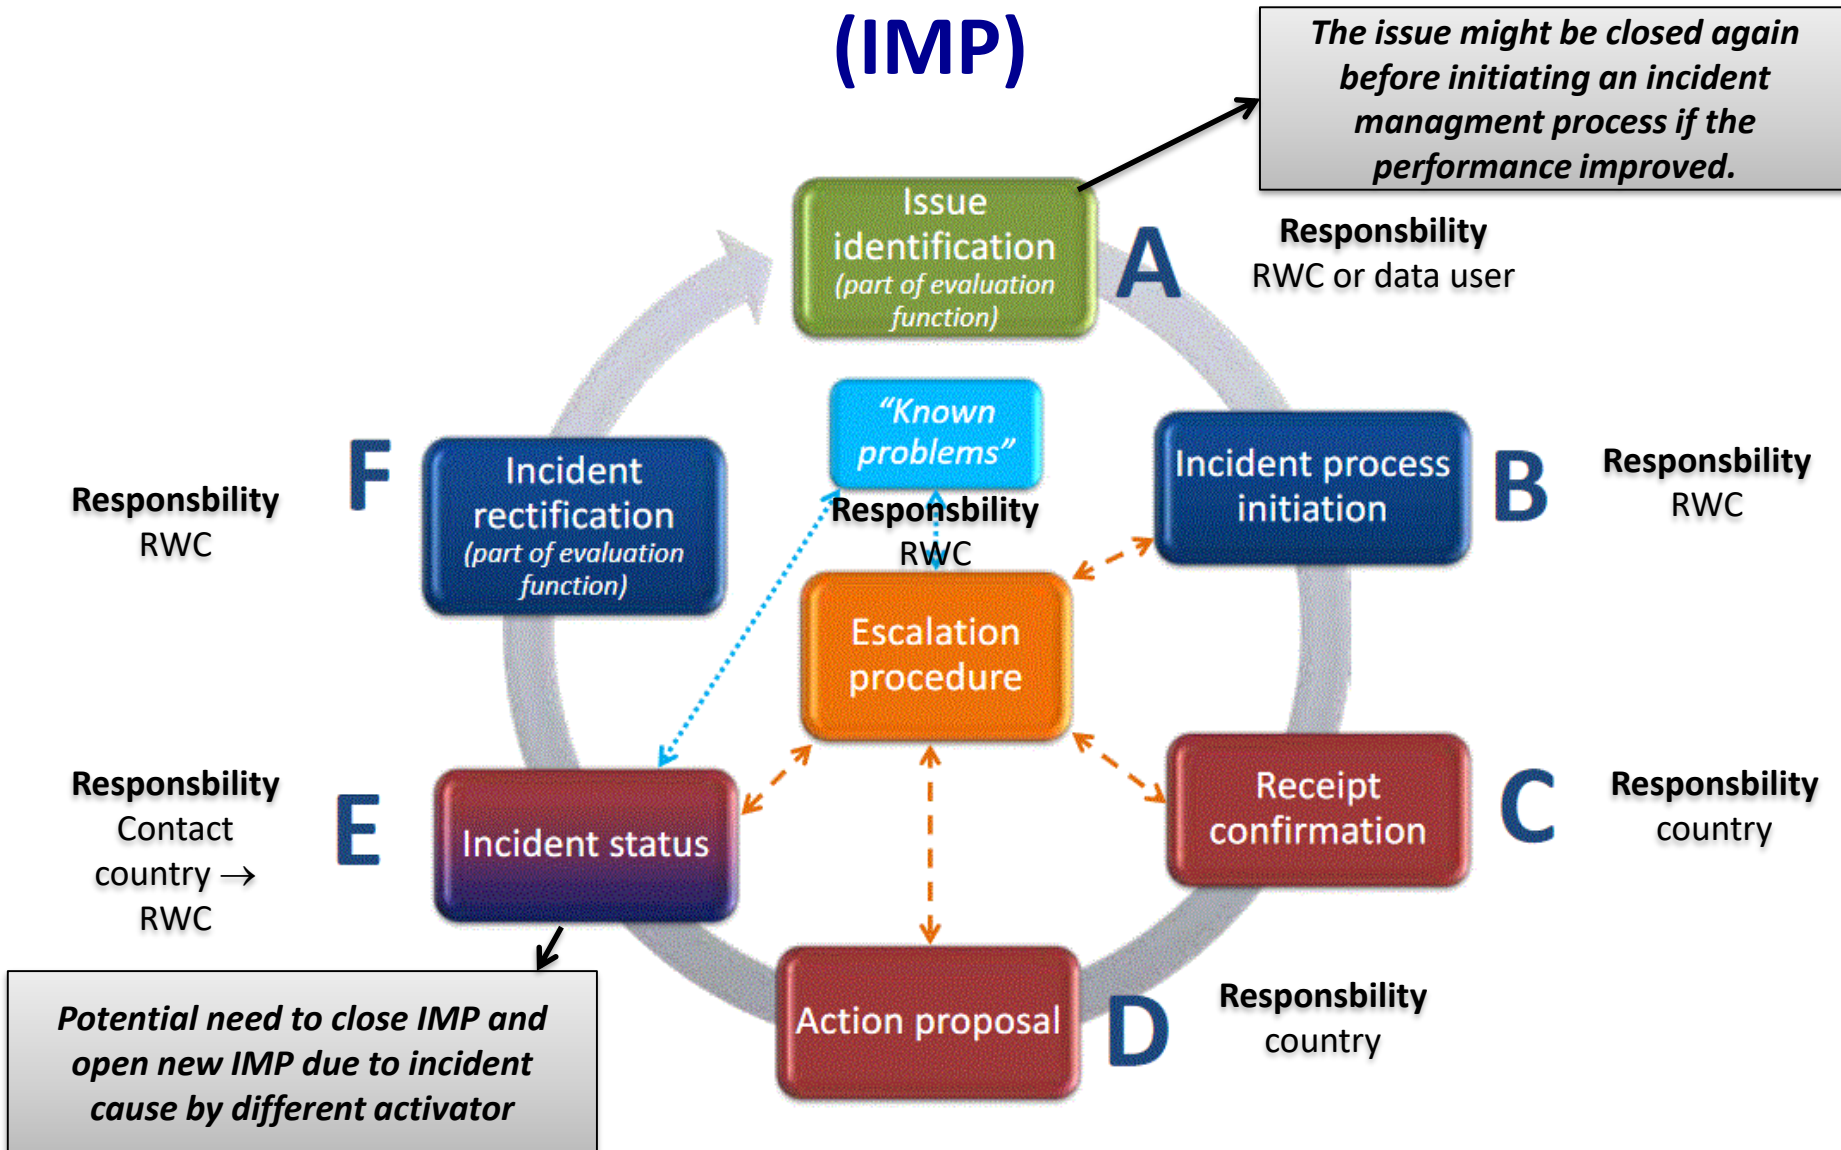 (IMP)
The issue might be closed again
before initiating an incident
managment process if the
performance improved.
Issue
identification
(part of evaluation
function)
A
Responsbility
RWC or data user
"Known
problems"
Responsbility
RWC
Incident process
initiation
B
Responsbility
RWC
Escalation
procedure
Receipt
confirmation
C
Responsbility
country
Action proposal
D
Responsbility
country
Incident status
E
Responsbility
Contact
country →
RWC
Potential need to close IMP and
open new IMP due to incident
cause by different activator
Incident
rectification
(part of evaluation
function)
F
Responsbility
RWC